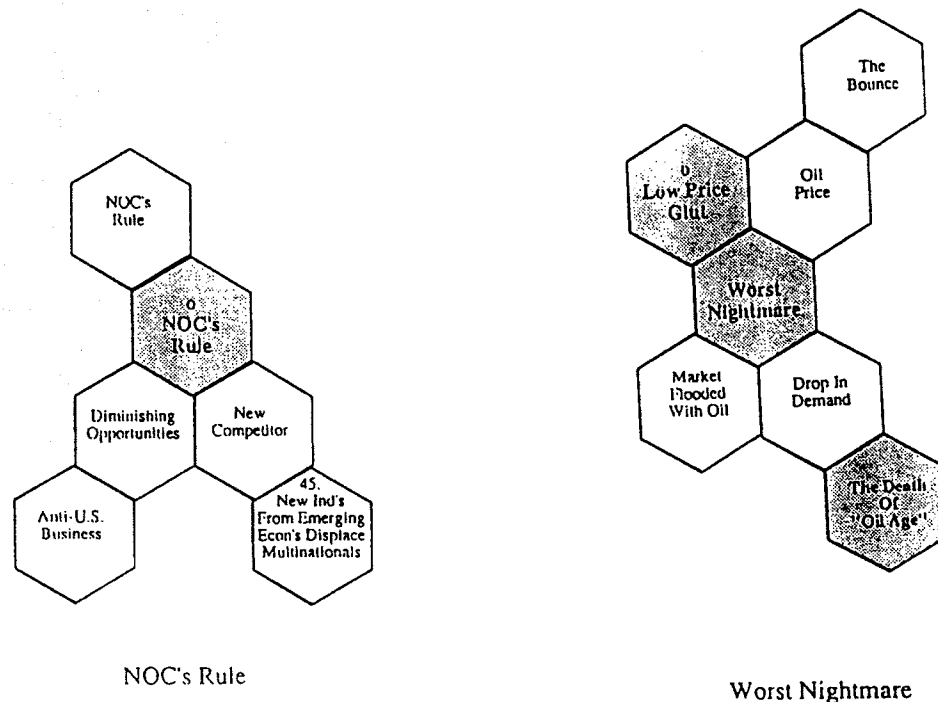 NOC's
Rule
o
NOC's
Rule
Diminishing
Opportunities
New
Competitor
Anti-U.S.
Business
45.
New Ind's
From Emerging
Econ's Displace
Multinationals
NOC's Rule
The
Bounce
o
Low Price
Glut
Oil
Price
Worst
Nightmare
Market
Flooded
With Oil
Drop In
Demand
The Death
Of
"Oil Age"
Worst Nightmare